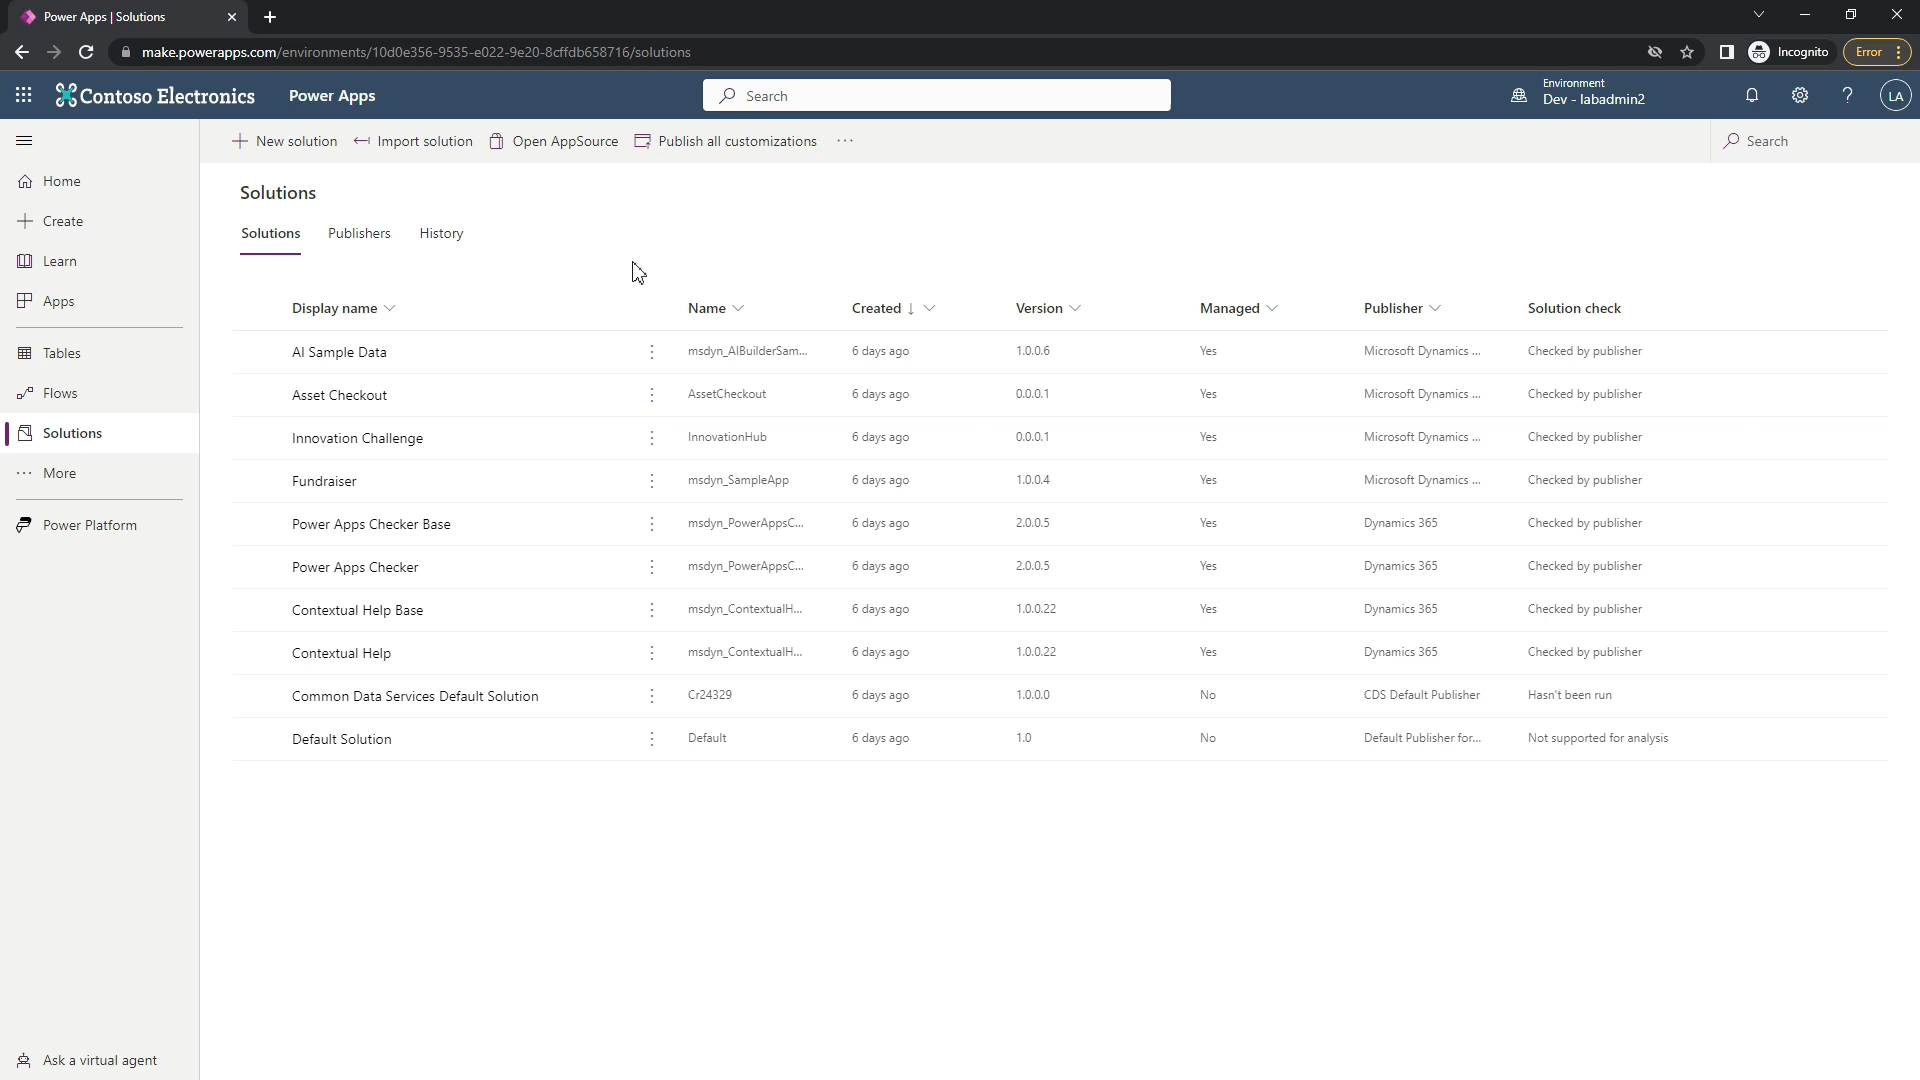 Power Apps | Solutions
make.powerapps.com/environments/10d0e356-9535-e022-9e20-8cffdb658716/solutions
Incognito
Error
Contoso Electronics
Power Apps
Search
Environment
Dev - labadmin2
LA
New solution
Import solution
Open AppSource
Publish all customizations
Search
Home
Create
Learn
Apps
Tables
Flows
Solutions
More
Power Platform
Ask a virtual agent
Solutions
Solutions Publishers History
Display name Name Created Version Managed Publisher Solution check
AI Sample Data msdyn_AIBuilderSam... 6 days ago 1.0.0.6 Yes Microsoft Dynamics ... Checked by publisher
Asset Checkout AssetCheckout 6 days ago 0.0.0.1 Yes Microsoft Dynamics ... Checked by publisher
Innovation Challenge InnovationHub 6 days ago 0.0.0.1 Yes Microsoft Dynamics ... Checked by publisher
Fundraiser msdyn_SampleApp 6 days ago 1.0.0.4 Yes Microsoft Dynamics ... Checked by publisher
Power Apps Checker Base msdyn_PowerAppsC... 6 days ago 2.0.0.5 Yes Dynamics 365 Checked by publisher
Power Apps Checker msdyn_PowerAppsC... 6 days ago 2.0.0.5 Yes Dynamics 365 Checked by publisher
Contextual Help Base msdyn_ContextualH... 6 days ago 1.0.0.22 Yes Dynamics 365 Checked by publisher
Contextual Help msdyn_ContextualH... 6 days ago 1.0.0.22 Yes Dynamics 365 Checked by publisher
Common Data Services Default Solution Cr24329 6 days ago 1.0.0.0 No CDS Default Publisher Hasn't been run
Default Solution Default 6 days ago 1.0 No Default Publisher for... Not supported for analysis